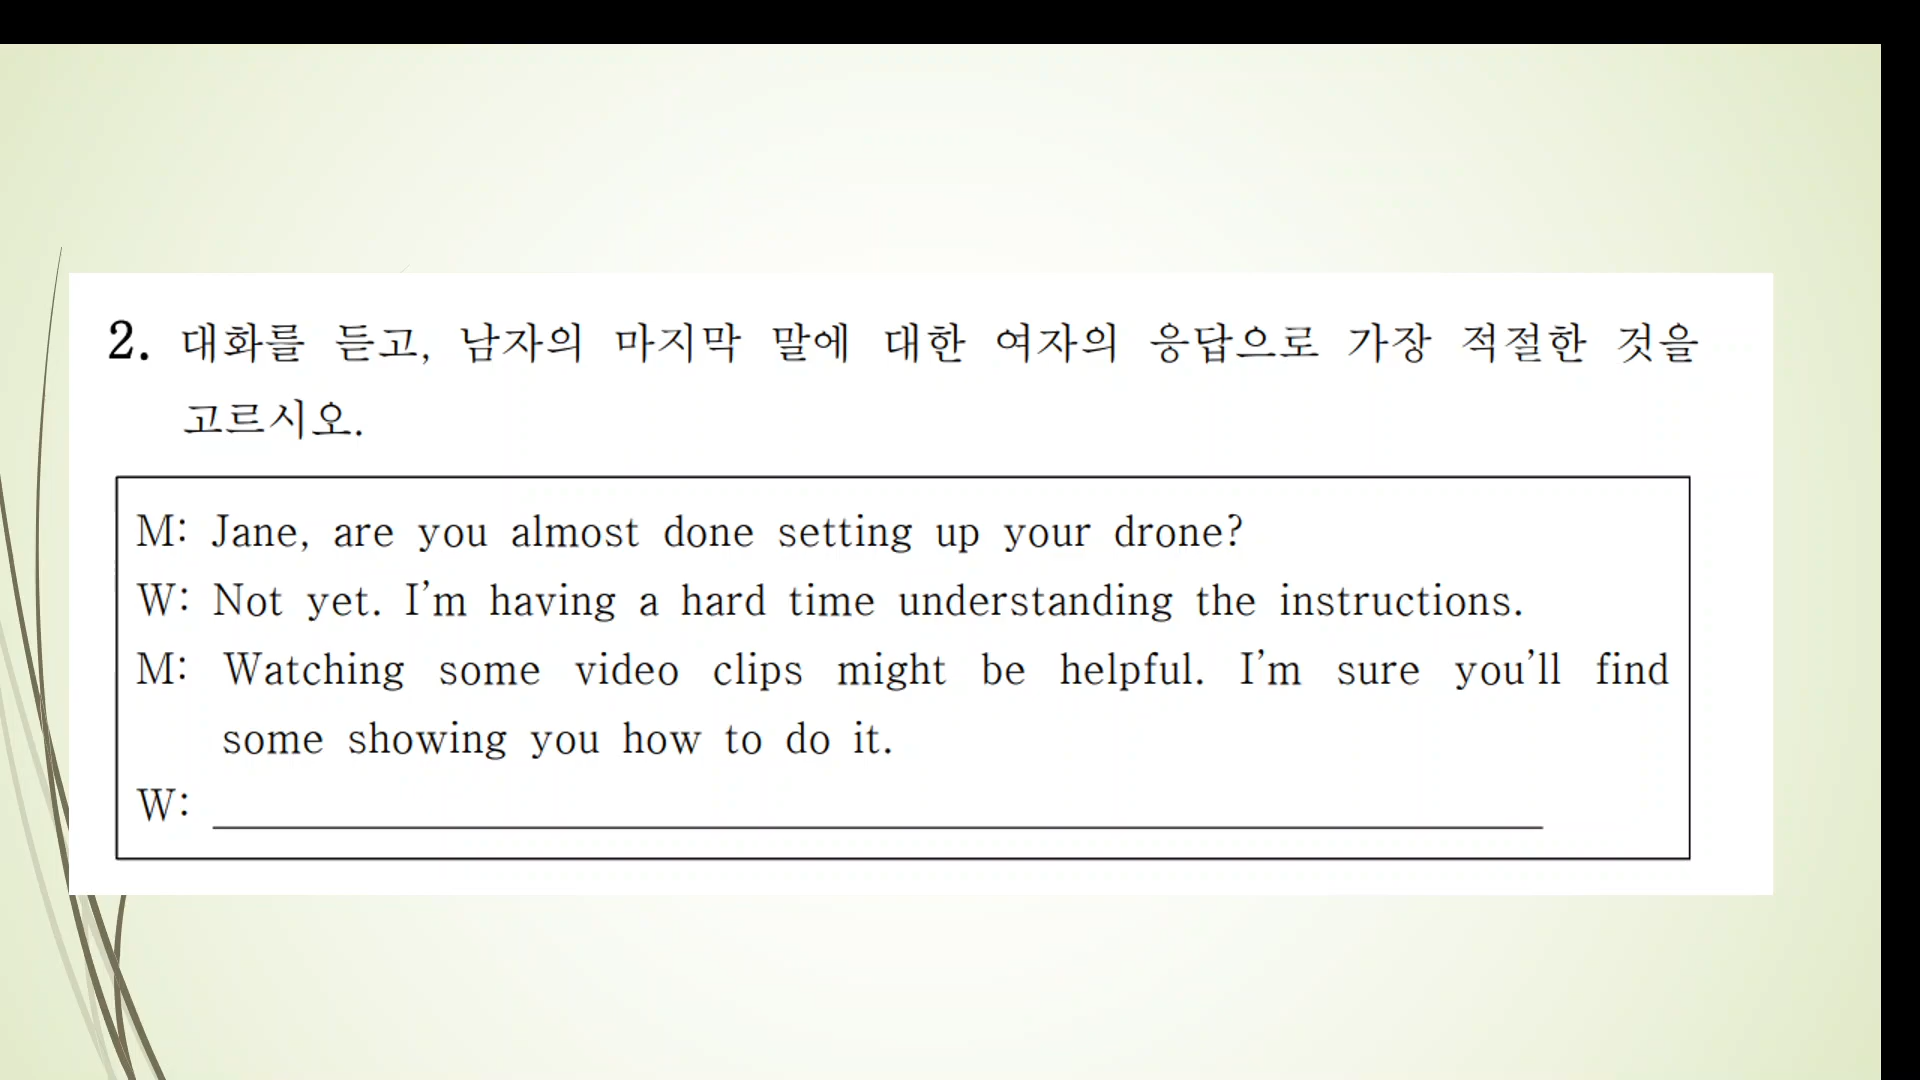 2. 대화를 듣고, 남자의 마지막 말에 대한 여자의 응답으로 가장 적절한 것을
고르시오.
M: Jane, are you almost done setting up your drone?
W: Not yet. I’m having a hard time understanding the instructions.
M: Watching some video clips might be helpful. I’m sure you’ll find
some showing you how to do it.
W: